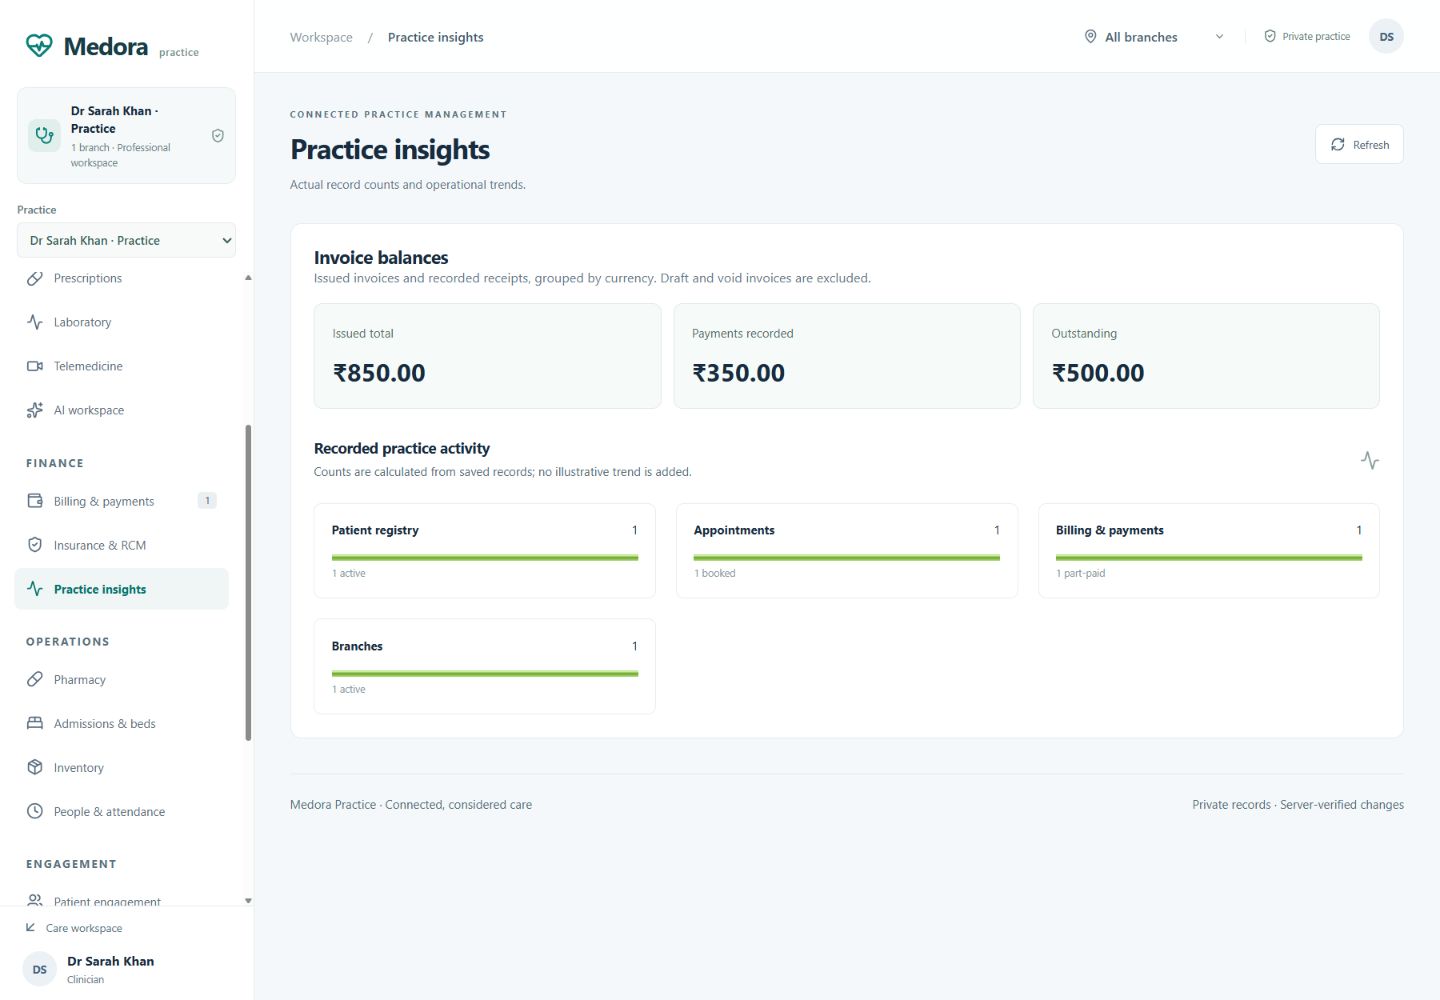 Medora practice
Dr Sarah Khan ·
Practice
1 branch · Professional
workspace
Practice
Dr Sarah Khan · Practice
Prescriptions
Laboratory
Telemedicine
AI workspace
FINANCE
Billing & payments 1
Insurance & RCM
Practice insights
OPERATIONS
Pharmacy
Admissions & beds
Inventory
People & attendance
ENGAGEMENT
Patient engagement
Care workspace
DS
Dr Sarah Khan
Clinician
Workspace / Practice insights
All branches
Private practice
DS
CONNECTED PRACTICE MANAGEMENT
Practice insights
Actual record counts and operational trends.
Refresh
Invoice balances
Issued invoices and recorded receipts, grouped by currency. Draft and void invoices are excluded.
Issued total
₹850.00
Payments recorded
₹350.00
Outstanding
₹500.00
Recorded practice activity
Counts are calculated from saved records; no illustrative trend is added.
Patient registry 1
1 active
Appointments 1
1 booked
Billing & payments 1
1 part-paid
Branches 1
1 active
Medora Practice · Connected, considered care
Private records · Server-verified changes